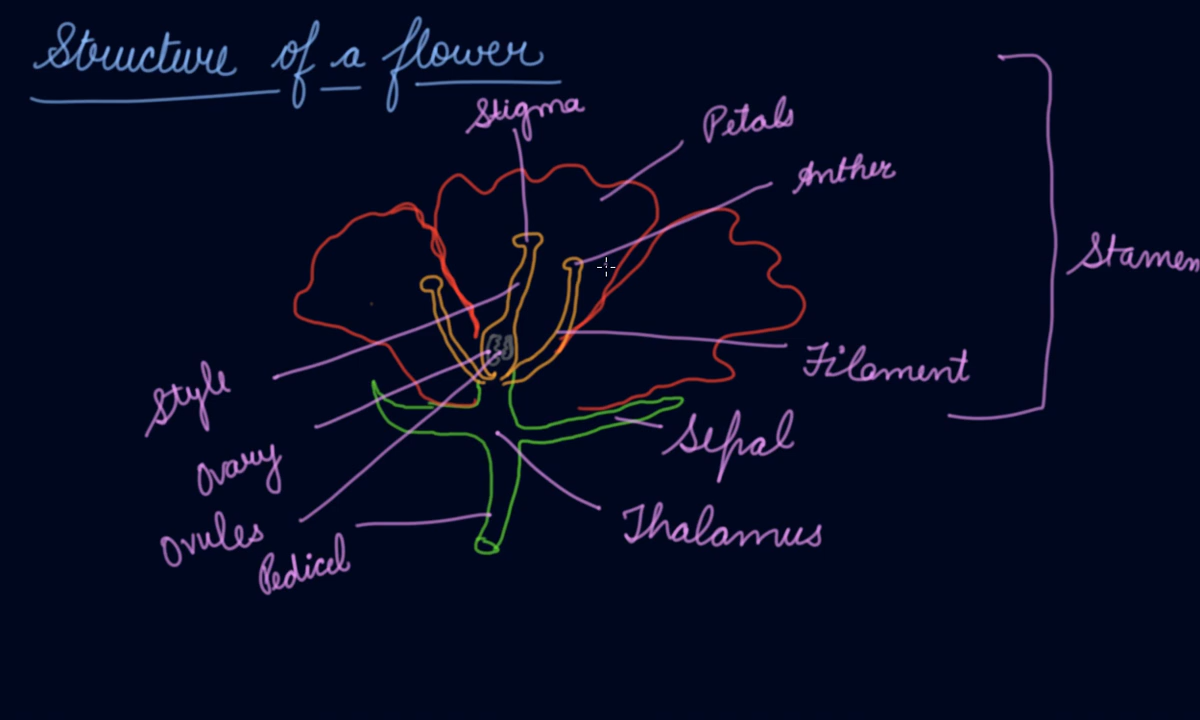 Structure of a flower
Stigma
Petals
Anther
Stamen
Filament
Style
Sepal
Ovary
Thalamus
Ovules
Pedicel